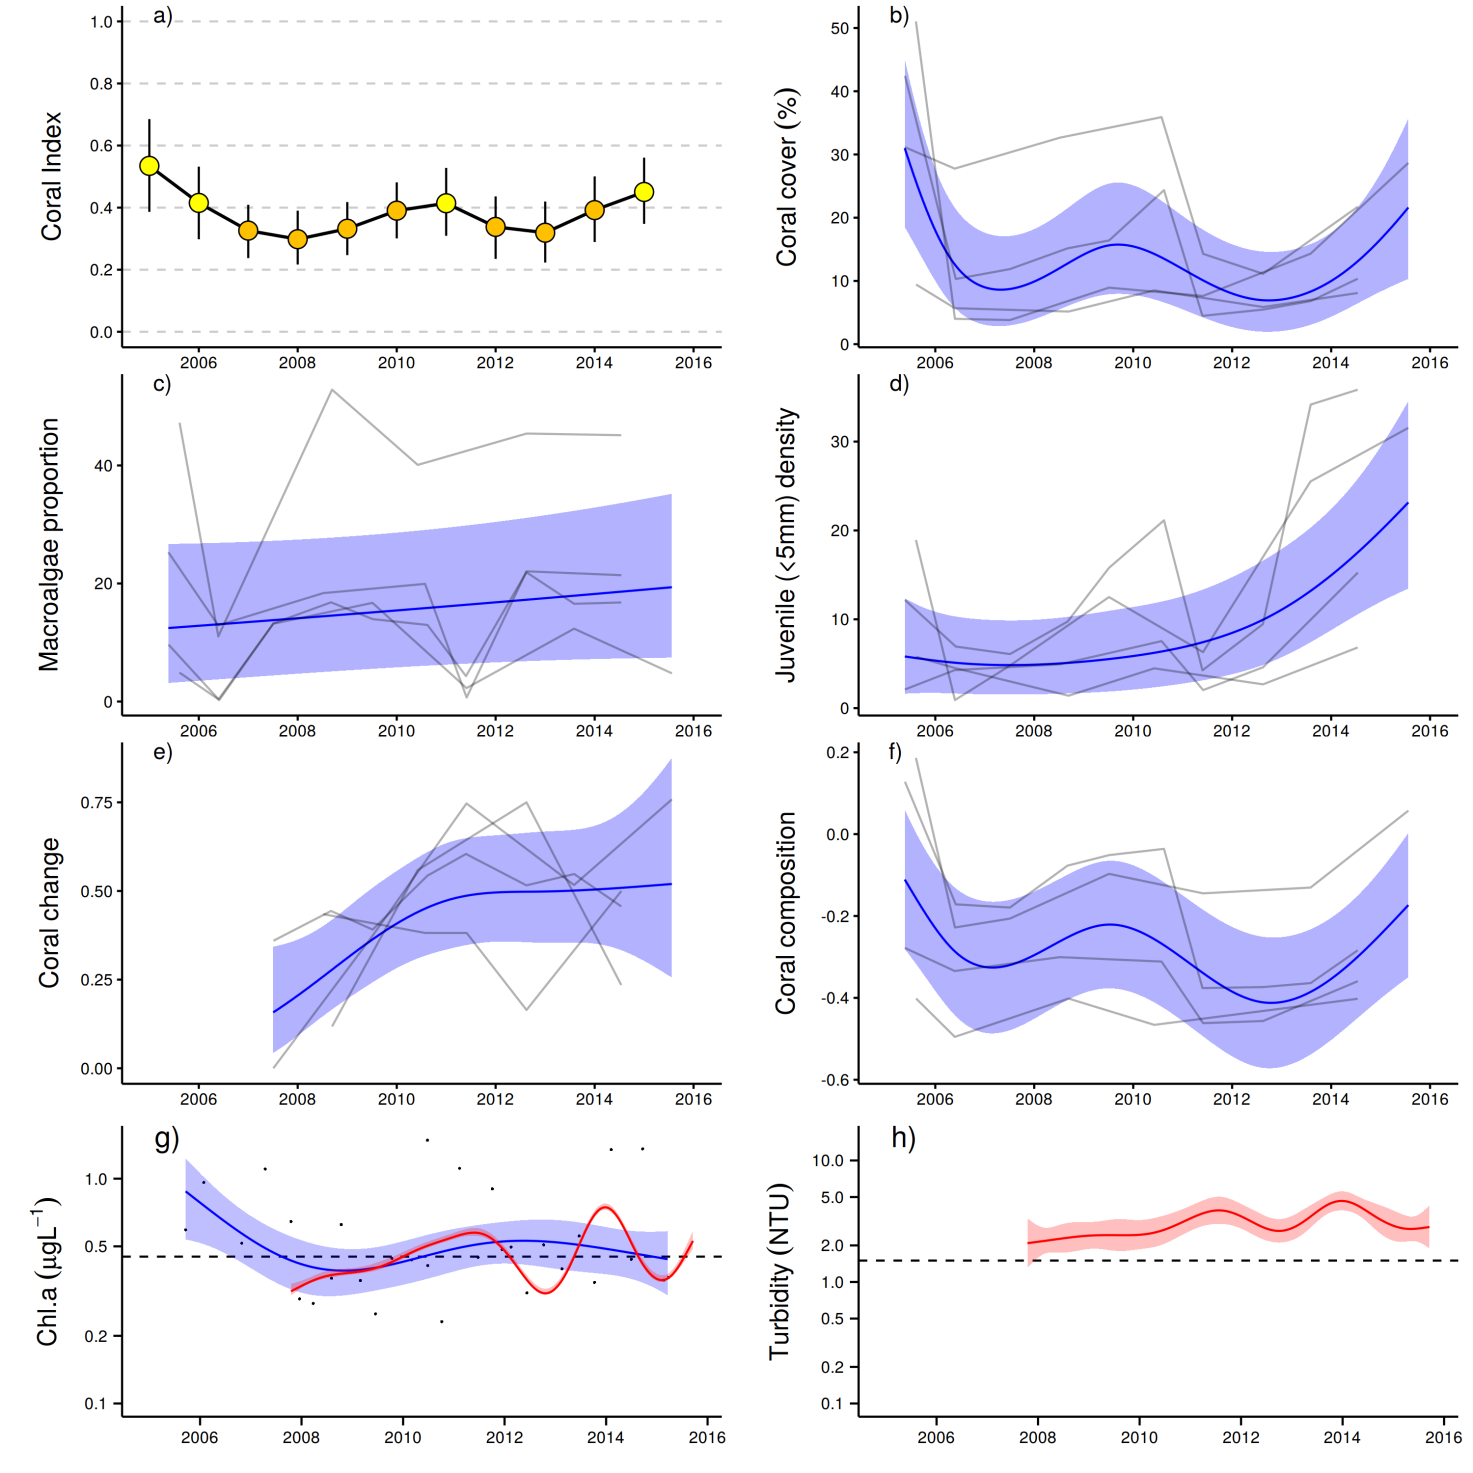 a)
Coral Index
1.0
0.8
0.6
0.4
0.2
0.0
2006 2008 2010 2012 2014 2016
b)
Coral cover (%)
50
40
30
20
10
0
2006 2008 2010 2012 2014 2016
c)
Macroalgae proportion
40
20
0
2006 2008 2010 2012 2014 2016
d)
Juvenile (<5mm) density
30
20
10
0
2006 2008 2010 2012 2014 2016
e)
Coral change
0.75
0.50
0.25
0.00
2006 2008 2010 2012 2014 2016
f)
Coral composition
0.2
0.0
-0.2
-0.4
-0.6
2006 2008 2010 2012 2014 2016
g)
Chl.a (μgL⁻¹)
1.0
0.5
0.2
0.1
2006 2008 2010 2012 2014 2016
h)
Turbidity (NTU)
10.0
5.0
2.0
1.0
0.5
0.2
0.1
2006 2008 2010 2012 2014 2016